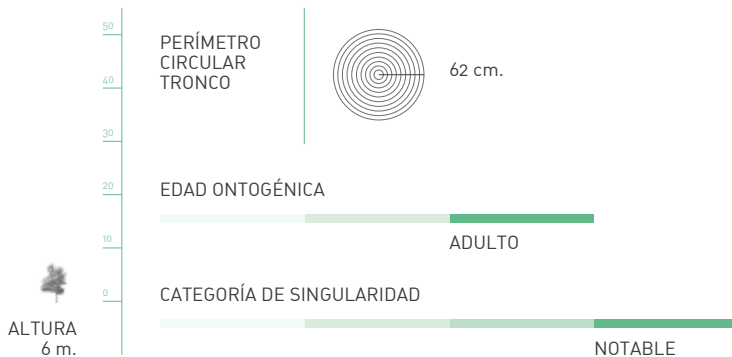 50
40
30
20
10
0
ALTURA
6 m.
PERÍMETRO
CIRCULAR
TRONCO
62 cm.
EDAD ONTOGÉNICA
ADULTO
CATEGORÍA DE SINGULARIDAD
NOTABLE